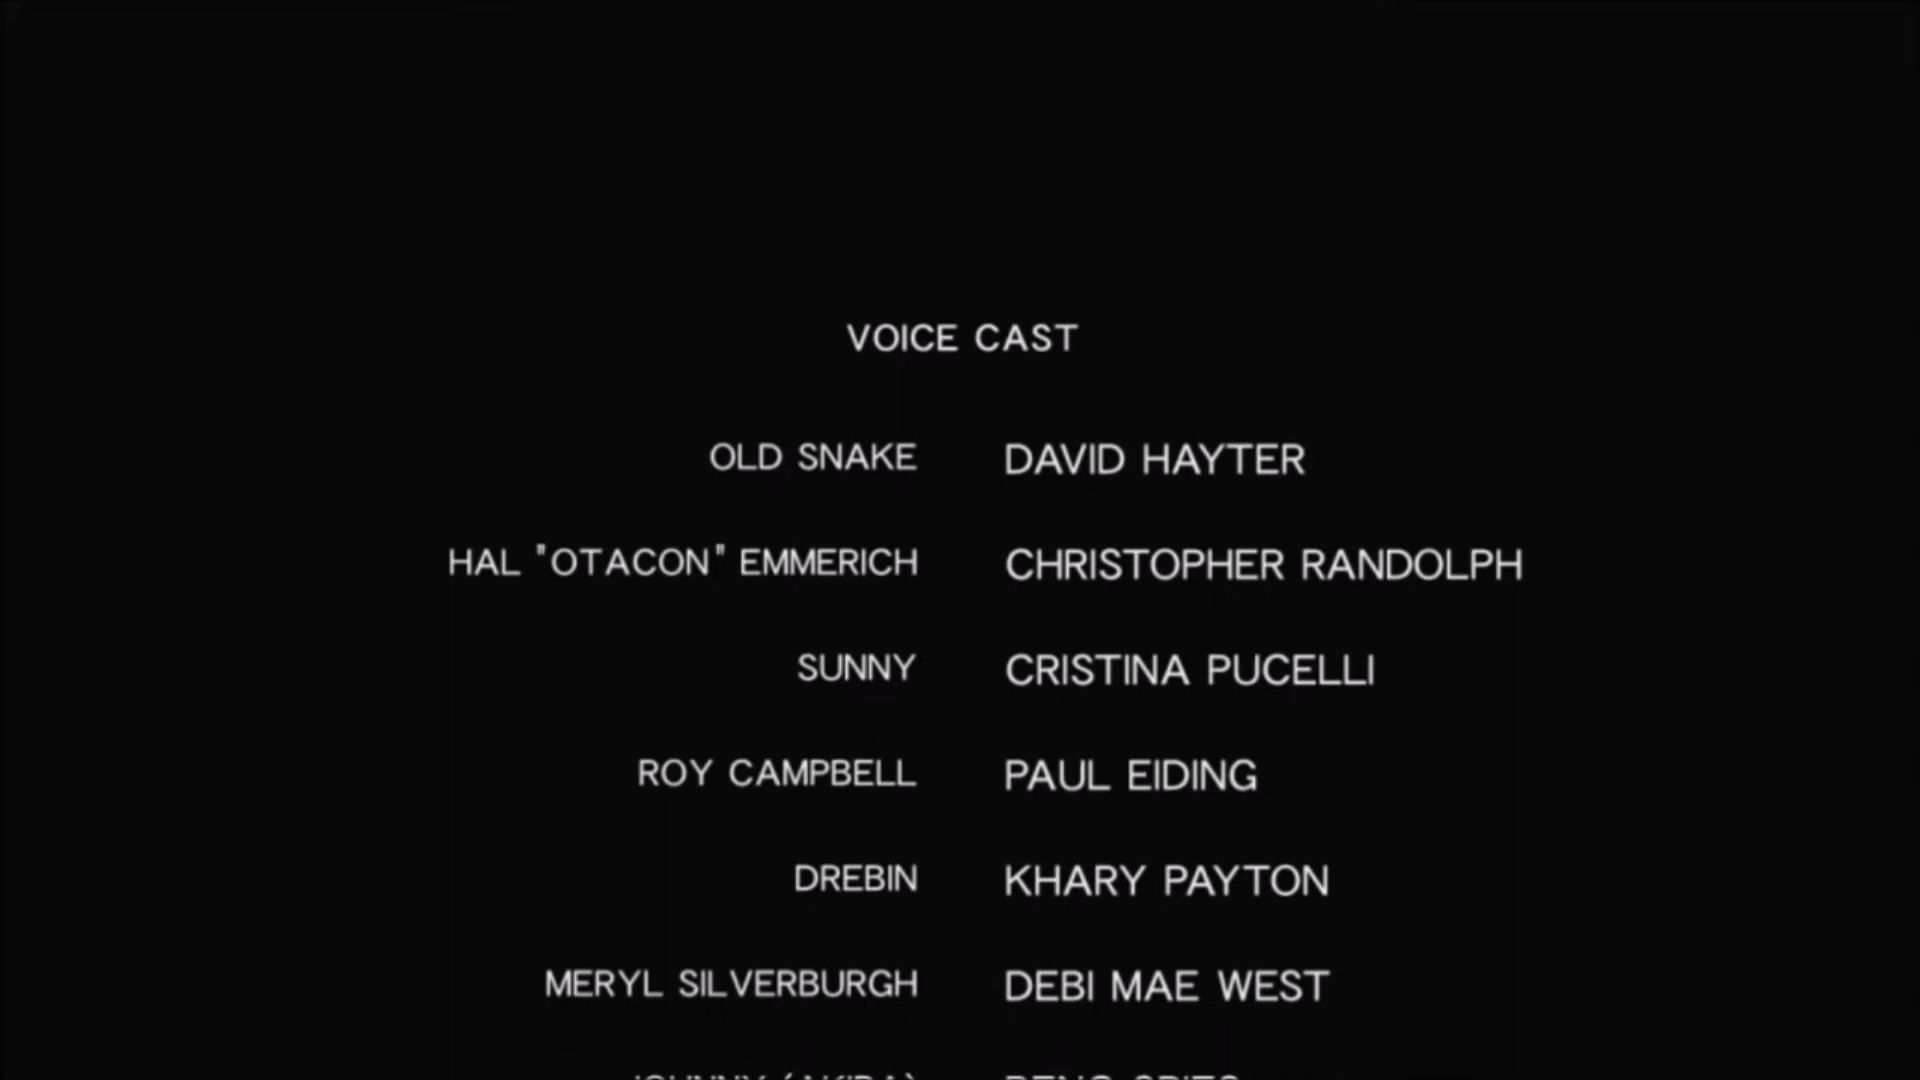 VOICE CAST
OLD SNAKE DAVID HAYTER
HAL "OTACON" EMMERICH CHRISTOPHER RANDOLPH
SUNNY CRISTINA PUCELLI
ROY CAMPBELL PAUL EIDING
DREBIN KHARY PAYTON
MERYL SILVERBURGH DEBI MAE WEST